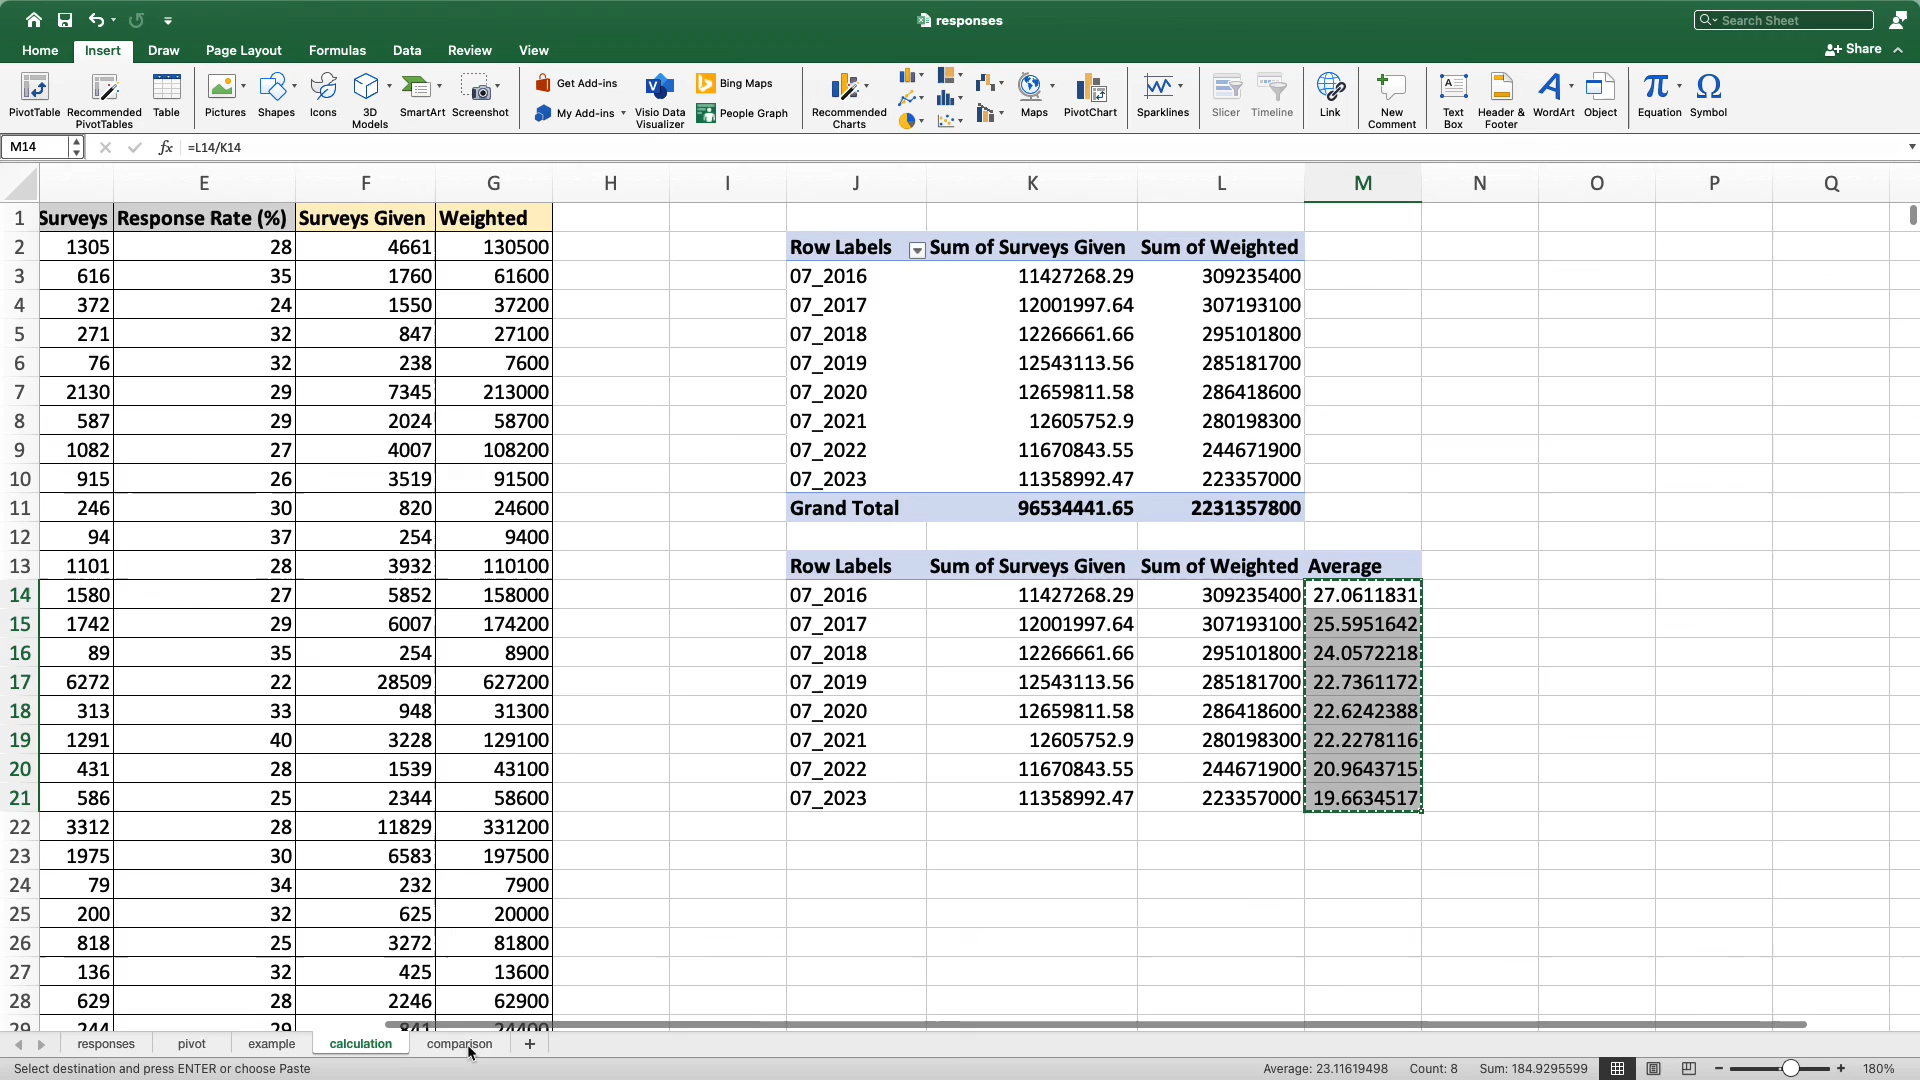 responses
Search Sheet
Home Insert Draw Page Layout Formulas Data Review View
Share
PivotTable
Recommended PivotTables
Table
Pictures
Shapes
Icons
3D Models
SmartArt
Screenshot
Get Add-ins
My Add-ins
Visio Data Visualizer
Bing Maps
People Graph
Recommended Charts
Maps
PivotChart
Sparklines
Slicer
Timeline
Link
New Comment
Text Box
Header & Footer
WordArt
Object
Equation
Symbol
M14 fx =L14/K14
E F G H I J K L M N O P Q
1 Surveys Response Rate (%) Surveys Given Weighted
2 1305 28 4661 130500 Row Labels Sum of Surveys Given Sum of Weighted
3 616 35 1760 61600 07_2016 11427268.29 309235400
4 372 24 1550 37200 07_2017 12001997.64 307193100
5 271 32 847 27100 07_2018 12266661.66 295101800
6 76 32 238 7600 07_2019 12543113.56 285181700
7 2130 29 7345 213000 07_2020 12659811.58 286418600
8 587 29 2024 58700 07_2021 12605752.9 280198300
9 1082 27 4007 108200 07_2022 11670843.55 244671900
10 915 26 3519 91500 07_2023 11358992.47 223357000
11 246 30 820 24600 Grand Total 96534441.65 2231357800
12 94 37 254 9400
13 1101 28 3932 110100 Row Labels Sum of Surveys Given Sum of Weighted Average
14 1580 27 5852 158000 07_2016 11427268.29 309235400 27.0611831
15 1742 29 6007 174200 07_2017 12001997.64 307193100 25.5951642
16 89 35 254 8900 07_2018 12266661.66 295101800 24.0572218
17 6272 22 28509 627200 07_2019 12543113.56 285181700 22.7361172
18 313 33 948 31300 07_2020 12659811.58 286418600 22.6242388
19 1291 40 3228 129100 07_2021 12605752.9 280198300 22.2278116
20 431 28 1539 43100 07_2022 11670843.55 244671900 20.9643715
21 586 25 2344 58600 07_2023 11358992.47 223357000 19.6634517
22 3312 28 11829 331200
23 1975 30 6583 197500
24 79 34 232 7900
25 200 32 625 20000
26 818 25 3272 81800
27 136 32 425 13600
28 629 28 2246 62900
29 244 29 841 24400
responses pivot example calculation comparison +
Select destination and press ENTER or choose Paste Average: 23.11619498 Count: 8 Sum: 184.9295599 180%